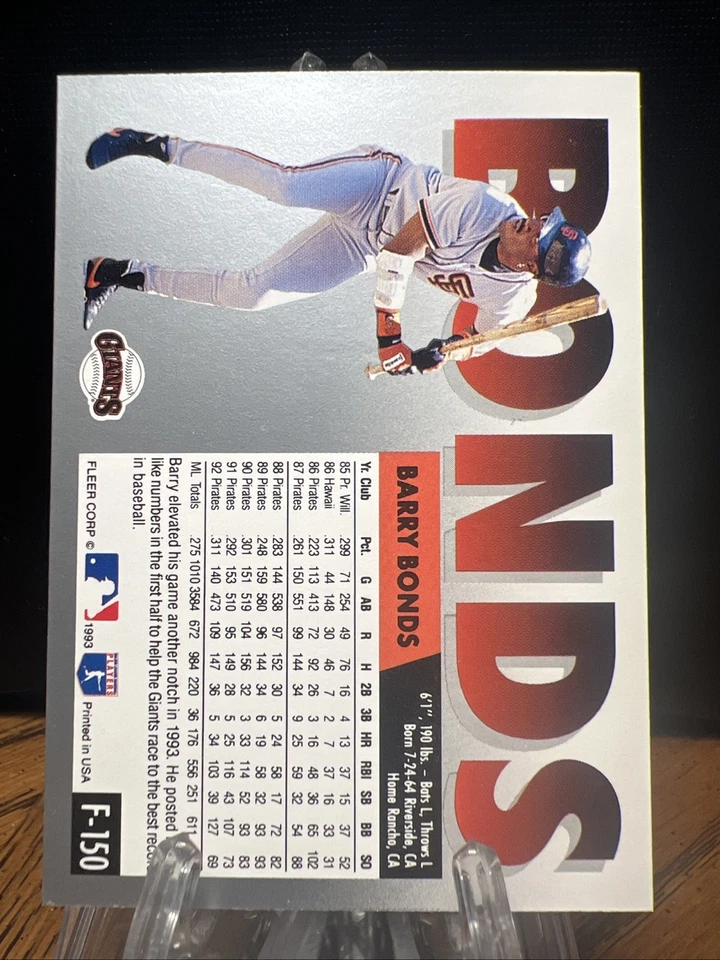 BONDS
SF
GIANTS
BARRY BONDS
6'1", 190 lbs. – Bats L, Throws L
Born 7-24-64 Riverside, CA
Home Rancho, CA
Yr. Club Pct. G AB R H 2B 3B HR RBI SB BB SO
85 Pr. Will. .299 71 254 49 76 16 4 13 37 15 37 52
86 Hawaii .311 44 148 30 46 7 2 7 37 16 33 31
86 Pirates .223 113 413 72 92 26 3 16 48 36 65 102
87 Pirates .261 150 551 99 144 34 9 25 59 32 54 88
88 Pirates .283 144 538 97 152 30 5 24 58 17 72 82
89 Pirates .248 159 580 96 144 34 6 19 58 32 93 93
90 Pirates .301 151 519 104 156 32 3 33 114 52 93 83
91 Pirates .292 153 510 95 149 28 5 25 116 43 107 73
92 Pirates .311 140 473 109 147 36 5 34 103 39 127 69
ML Totals .275 1010 3584 672 984 220 36 176 556 251 611
Barry elevated his game another notch in 1993. He posted
like numbers in the first half to help the Giants race to the best
in baseball.
FLEER CORP © 1993 PLAYERS Printed in USA
F-150